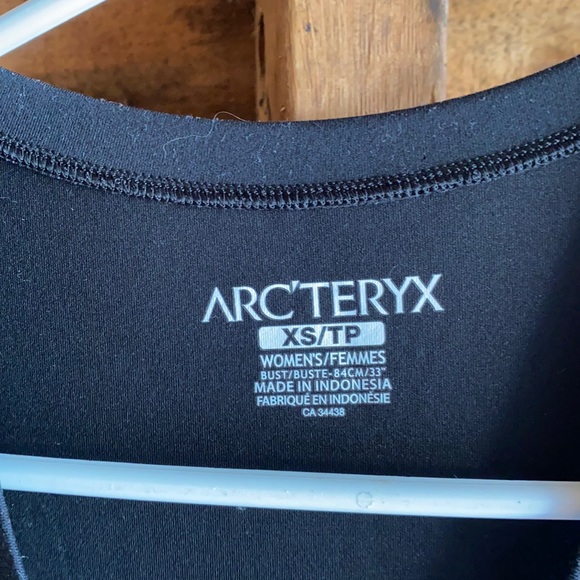 ARC'TERYX
XS/TP
WOMEN'S/FEMMES
BUST/BUSTE-84CM/33"
MADE IN INDONESIA
FABRIQUÉ EN INDONÉSIE
CA 34438